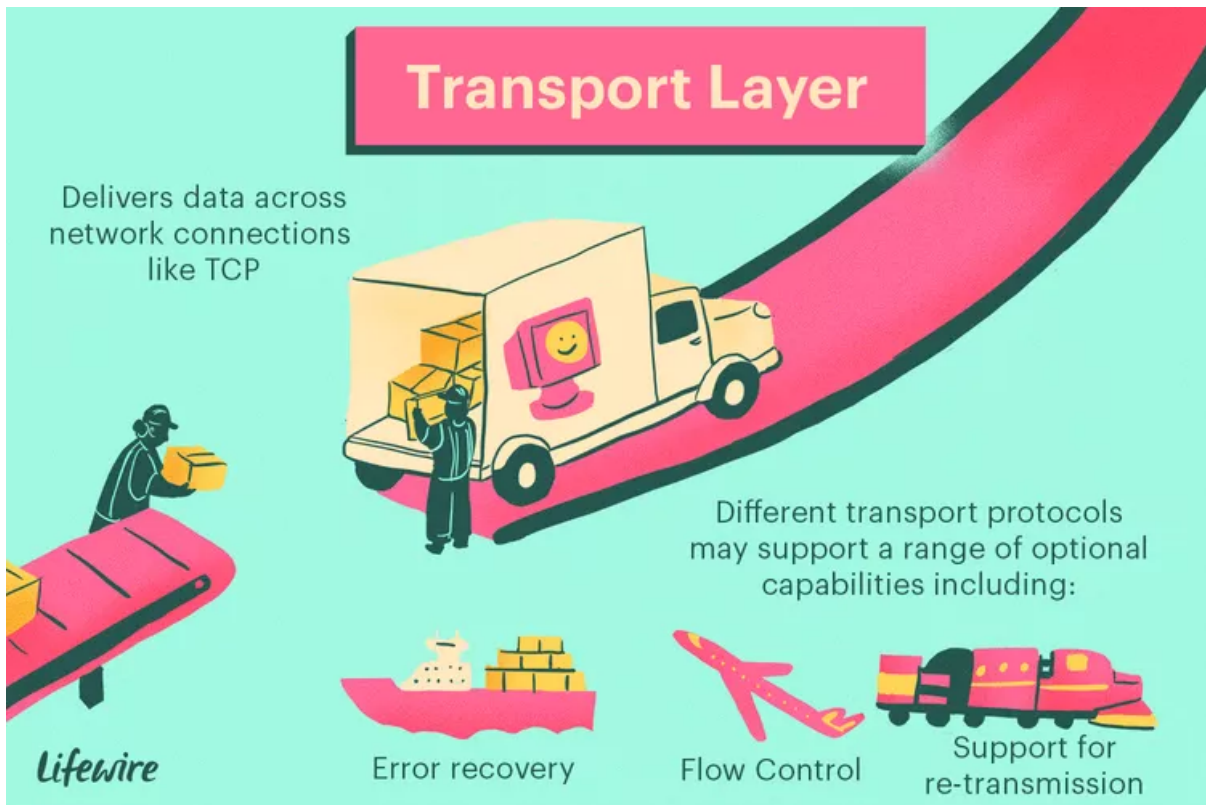 Transport Layer
Delivers data across
network connections
like TCP
Different transport protocols
may support a range of optional
capabilities including:
Error recovery
Flow Control
Support for
re-transmission
Lifewire